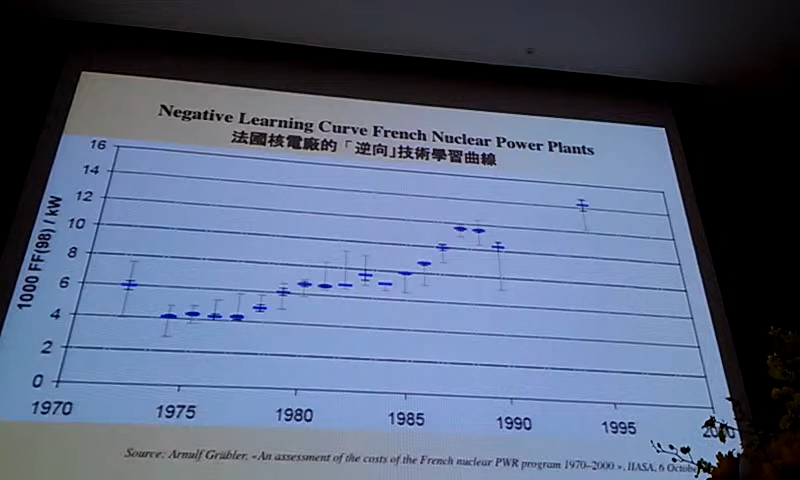 Negative Learning Curve French Nuclear Power Plants
法國核電廠的「逆向」技術學習曲線
16
14
12
10
8
6
4
2
0
1000 FF(98) / kW
1970 1975 1980 1985 1990 1995
Source: Arnulf Grübler, «An assessment of the costs of the French nuclear PWR program 1970–2000 », IIASA, 6